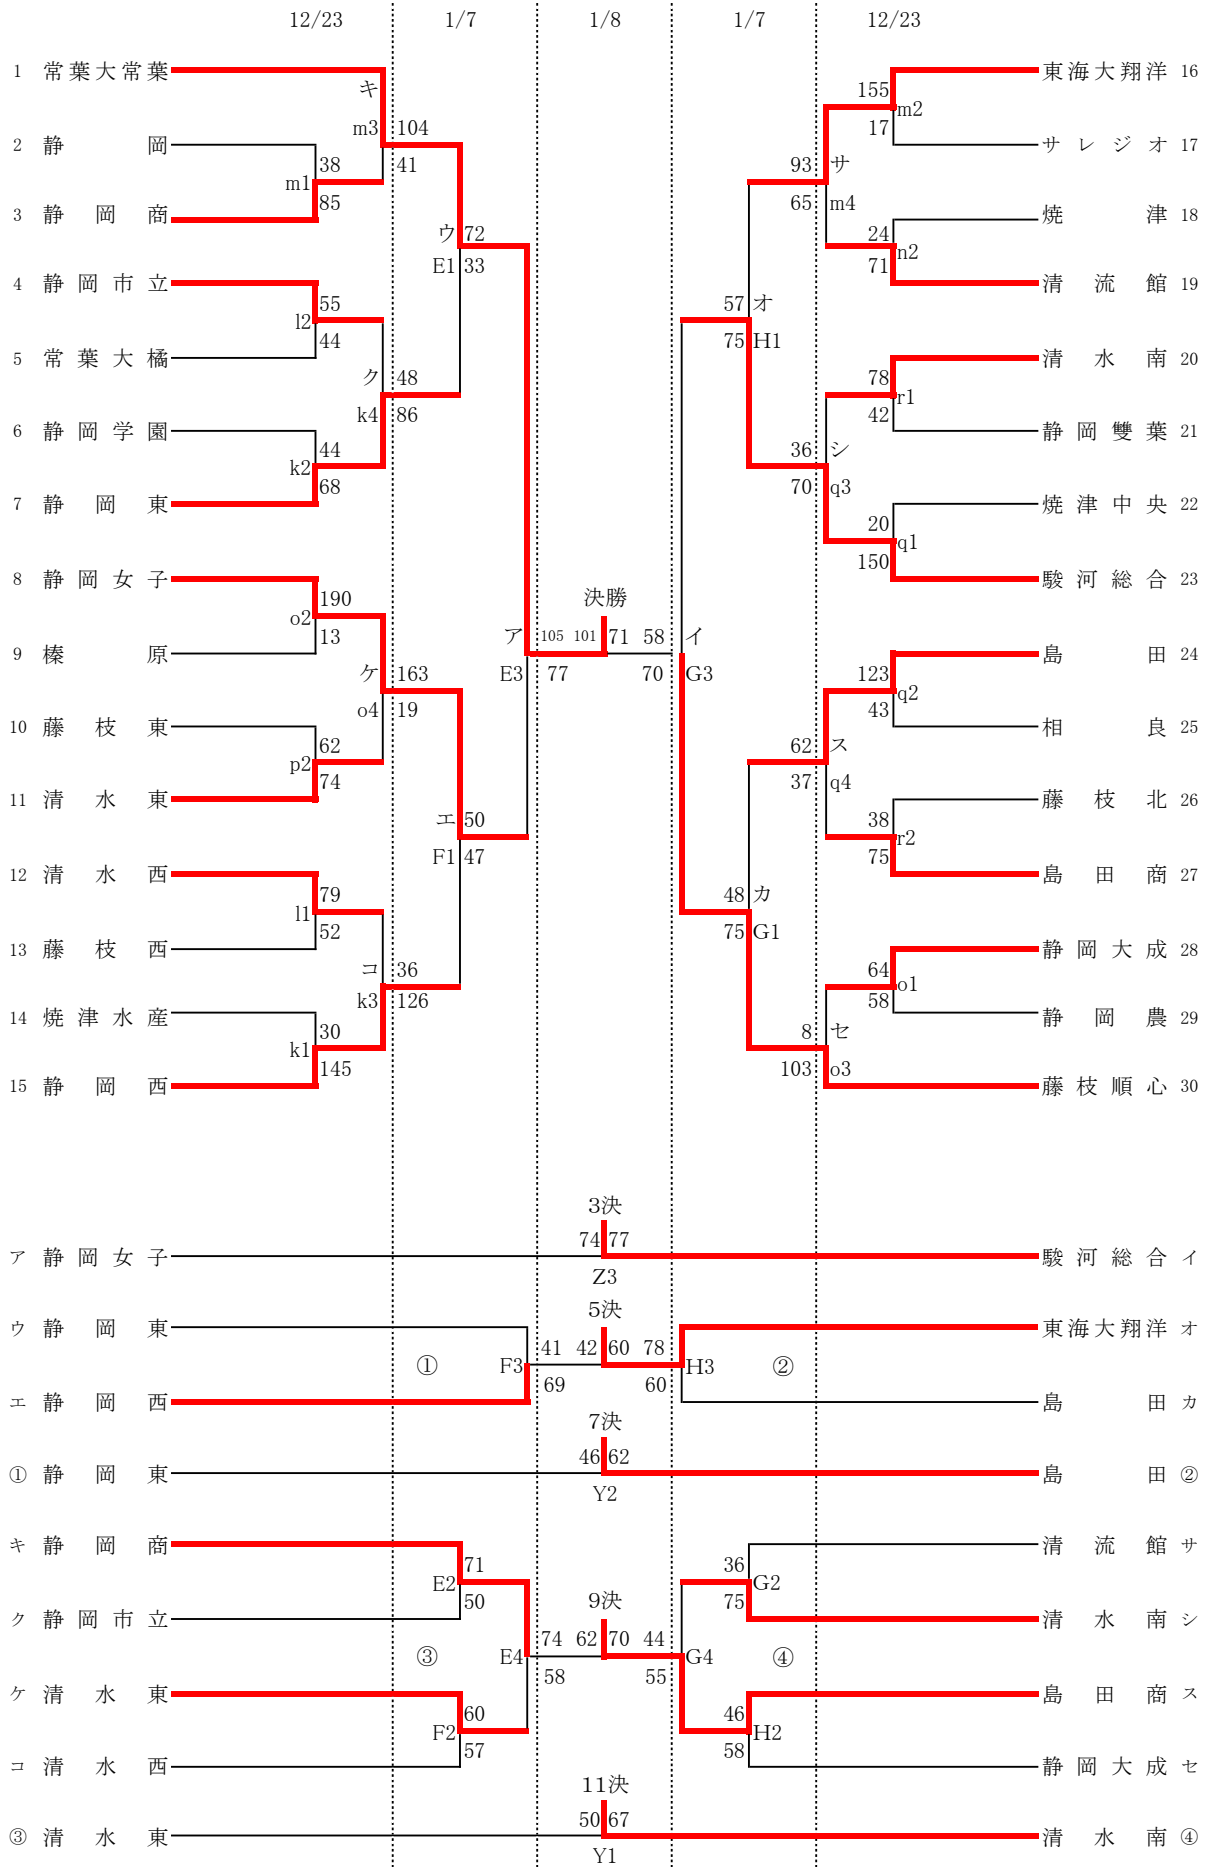 12/23 1/7 1/8 1/7 12/23
1 常葉大常葉 東海大翔洋 16
キ 155 m2
m3 104 17
2 静岡 サレジオ 17
38 41 93 サ
m1 85 65 m4
3 静岡商 焼津 18
ウ 72 24 n2
E1 33 71
4 静岡市立 清流館 19
55 57 オ
l2 44 75 H1
5 常葉大橘 清水南 20
ク 48 78 r1
k4 86 42
6 静岡学園 静岡雙葉 21
44 36 シ
k2 68 70 q3
7 静岡東 焼津中央 22
20 q1
150
8 静岡女子 駿河総合 23
190 決勝
o2 13 ア 105 101 71 58 イ
E3 77 70 G3
9 榛原 島田 24
ケ 163 123 q2
o4 19 43
10 藤枝東 相良 25
62 62 ス
p2 74 37 q4
11 清水東 藤枝北 26
エ 50 38 r2
F1 47 75
12 清水西 島田商 27
79 48 カ
l1 52 75 G1
13 藤枝西 静岡大成 28
コ 36 64 o1
k3 126 58
14 焼津水産 静岡農 29
30 8 セ
k1 145 103 o3
15 静岡西 藤枝順心 30
3決
74 77
ア 静岡女子 駿河総合 イ
Z3
5決
ウ 静岡東 東海大翔洋 オ
41 42 60 78
① F3 H3 ②
69 60
エ 静岡西 島田 カ
7決
46 62
① 静岡東 島田 ②
Y2
キ 静岡商 清流館 サ
71 36
E2 G2
50 75
ク 静岡市立 清水南 シ
9決
74 62 70 44
③ E4 G4 ④
58 55
ケ 清水東 島田商 ス
60 46
F2 H2
57 58
コ 清水西 静岡大成 セ
11決
50 67
③ 清水東 清水南 ④
Y1